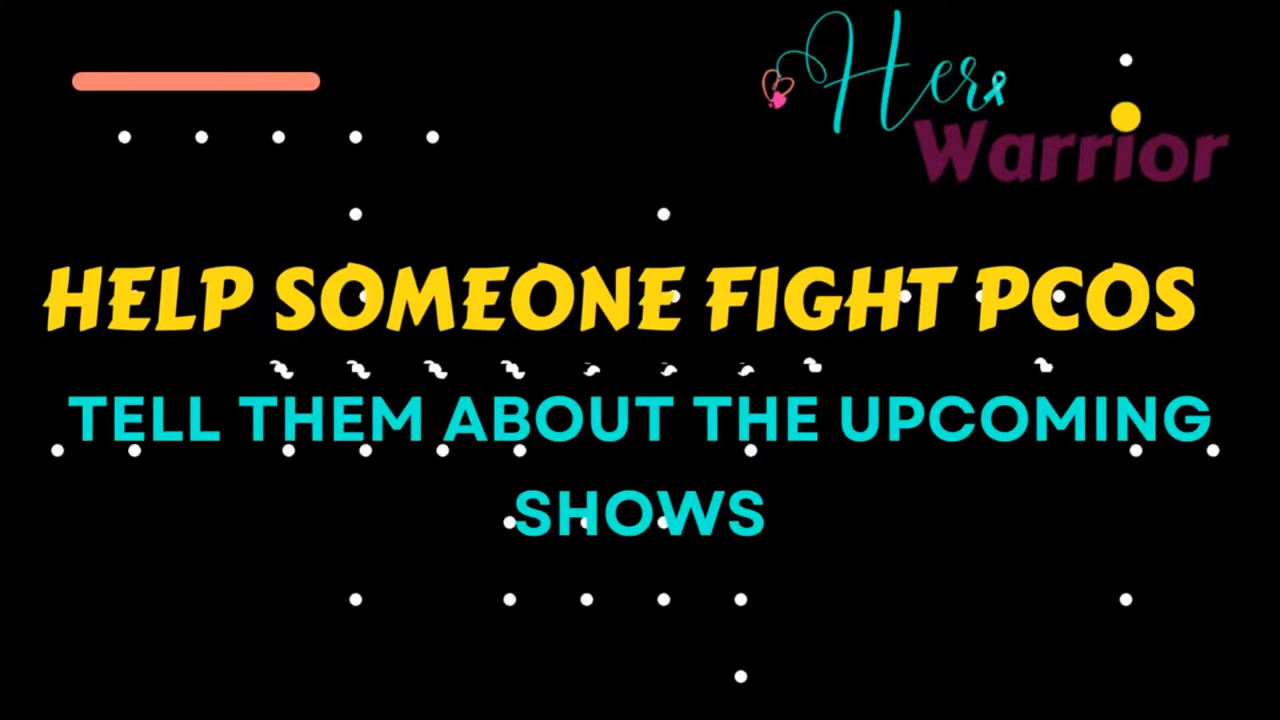 Her
Warrior
HELP SOMEONE FIGHT PCOS
TELL THEM ABOUT THE UPCOMING
SHOWS